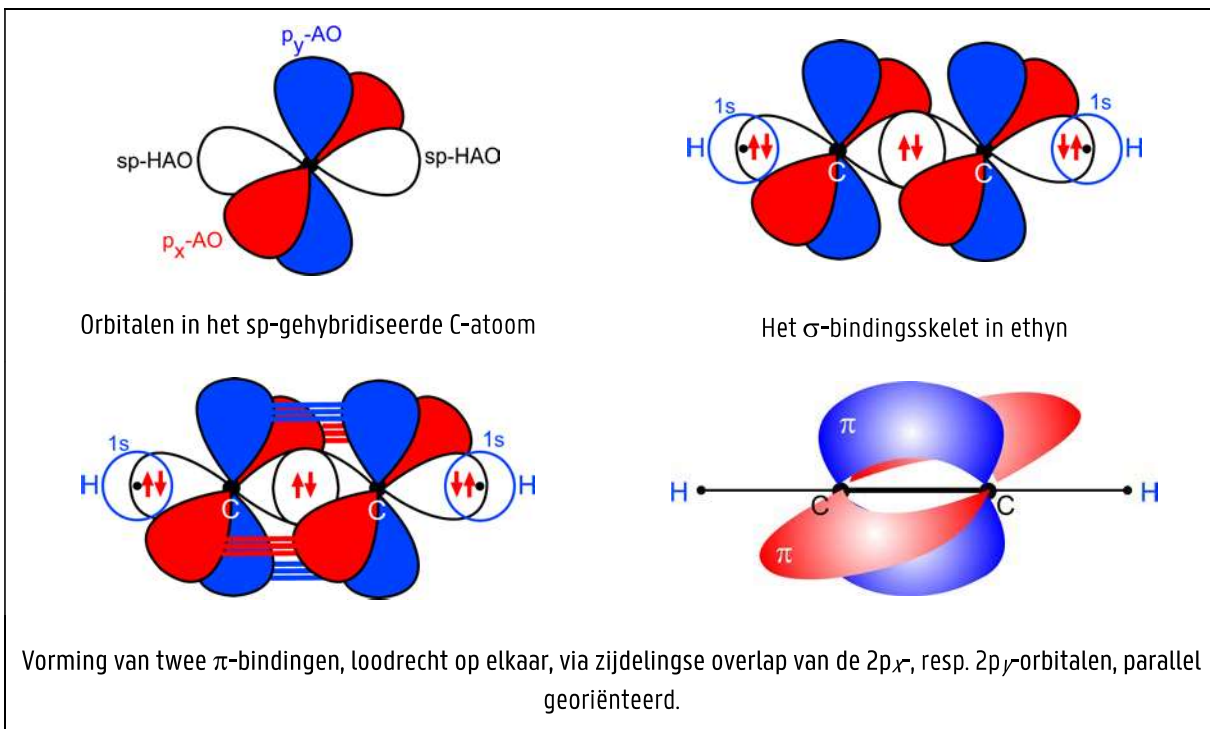 p_y-AO
sp-HAO
sp-HAO
p_x-AO
1s 1s
H H
C C
Orbitalen in het sp-gehybridiseerde C-atoom
Het σ-bindingsskelet in ethyn
1s 1s
H H
C C
π
H H
C C
π
Vorming van twee π-bindingen, loodrecht op elkaar, via zijdelingse overlap van de 2px-, resp. 2py-orbitalen, parallel
georiënteerd.